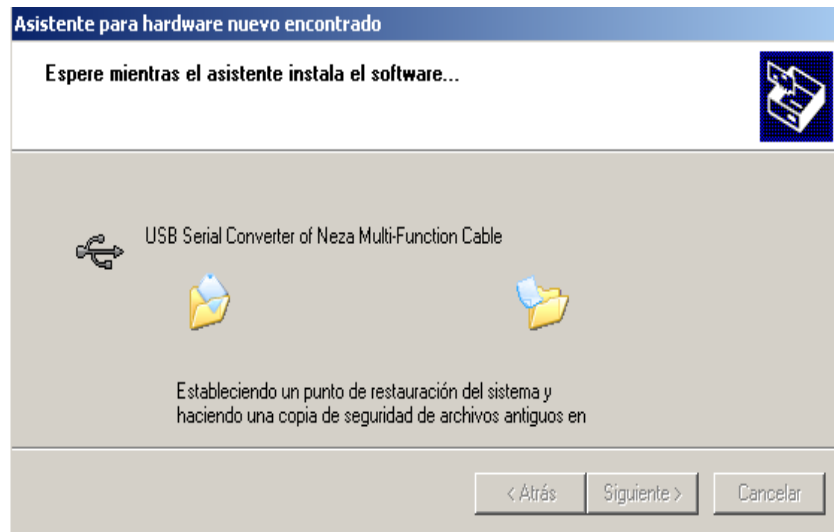 Asistente para hardware nuevo encontrado
Espere mientras el asistente instala el software...
USB Serial Converter of Neza Multi-Function Cable
Estableciendo un punto de restauración del sistema y
haciendo una copia de seguridad de archivos antiguos en
< Atrás
Siguiente >
Cancelar